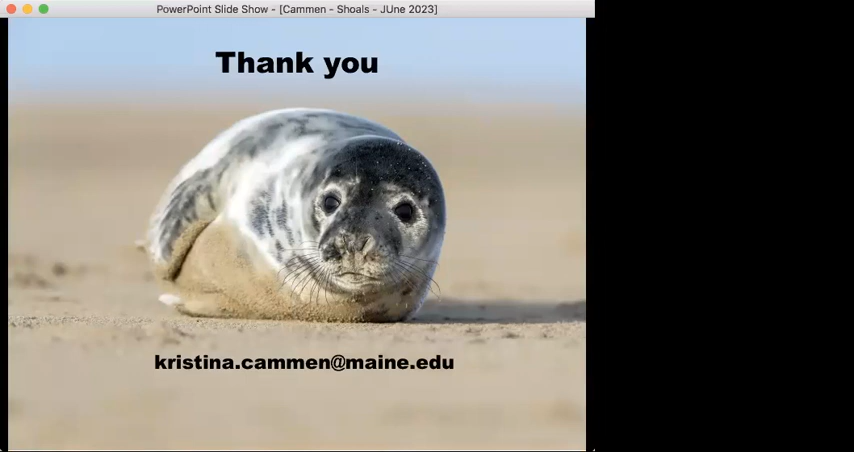 PowerPoint Slide Show - [Cammen - Shoals - JUne 2023]
Thank you
kristina.cammen@maine.edu